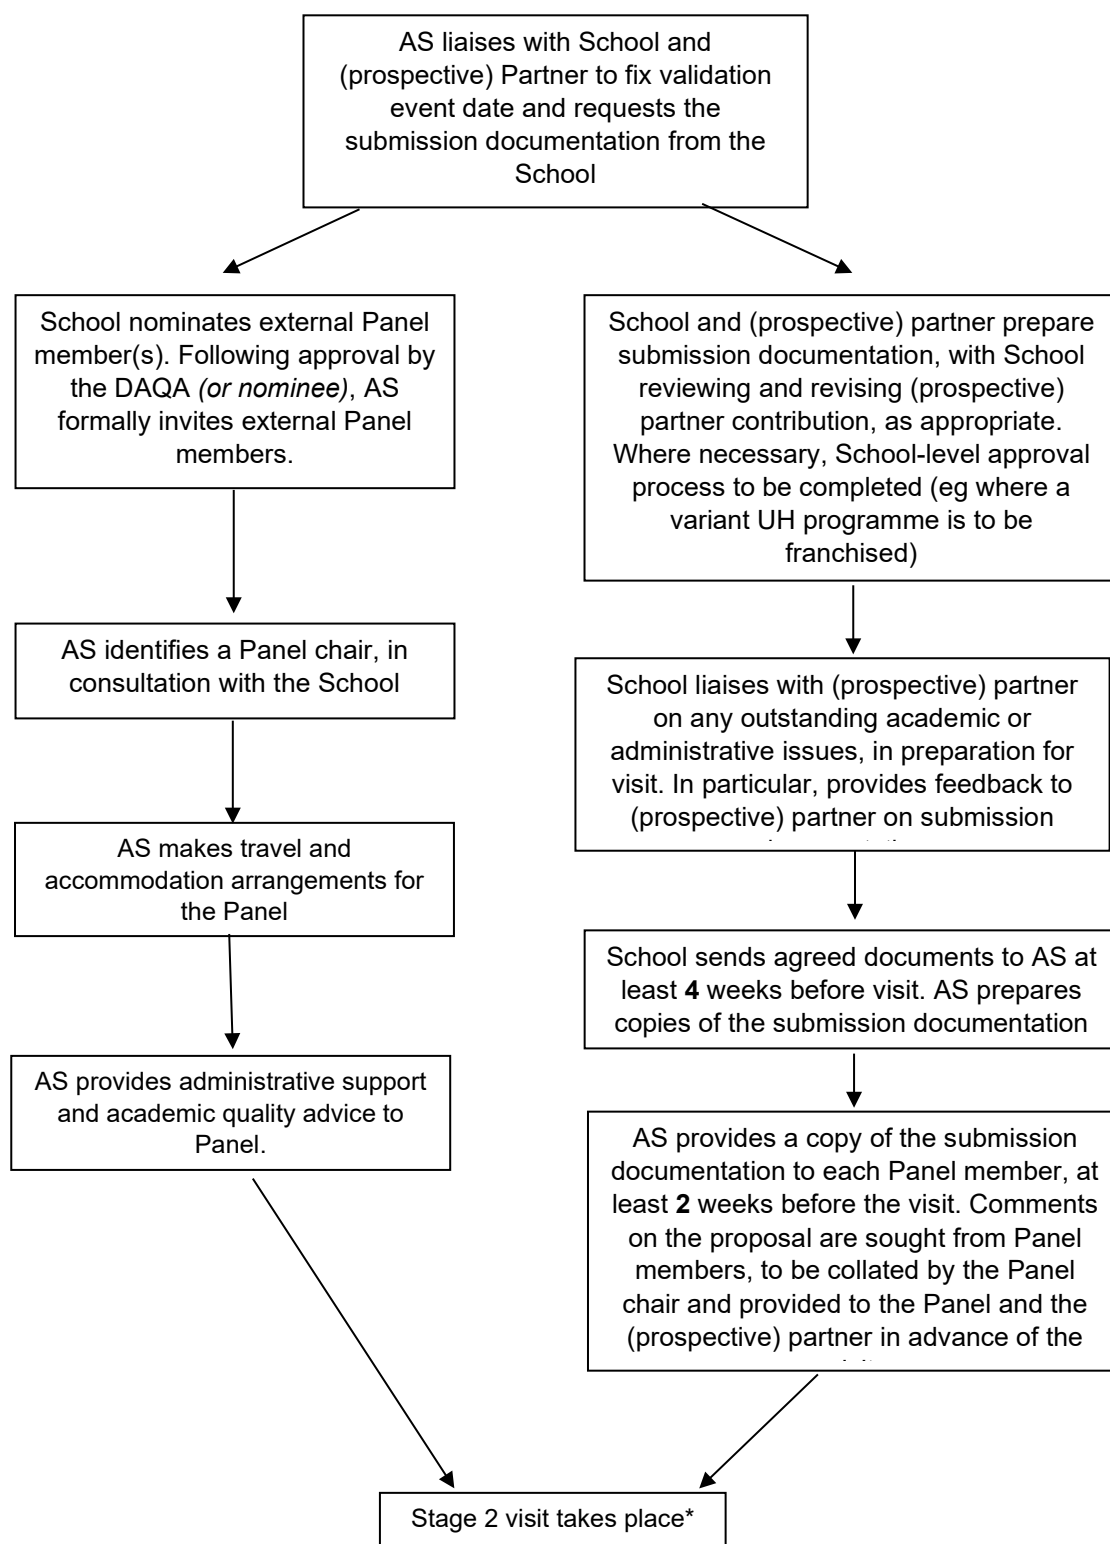 AS liaises with School and
(prospective) Partner to fix validation
event date and requests the
submission documentation from the
School
School nominates external Panel
member(s). Following approval by
the DAQA (or nominee), AS
formally invites external Panel
members.
AS identifies a Panel chair, in
consultation with the School
AS makes travel and
accommodation arrangements for
the Panel
AS provides administrative support
and academic quality advice to
Panel.
School and (prospective) partner prepare
submission documentation, with School
reviewing and revising (prospective)
partner contribution, as appropriate.
Where necessary, School-level approval
process to be completed (eg where a
variant UH programme is to be
franchised)
School liaises with (prospective) partner
on any outstanding academic or
administrative issues, in preparation for
visit. In particular, provides feedback to
(prospective) partner on submission
School sends agreed documents to AS at
least 4 weeks before visit. AS prepares
copies of the submission documentation
AS provides a copy of the submission
documentation to each Panel member, at
least 2 weeks before the visit. Comments
on the proposal are sought from Panel
members, to be collated by the Panel
chair and provided to the Panel and the
(prospective) partner in advance of the
Stage 2 visit takes place*